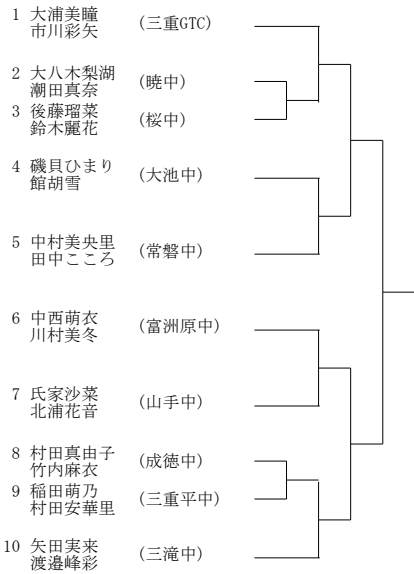 1 大浦美瞳 (三重GTC)
市川彩矢
2 大八木梨湖 (暁中)
潮田真奈
3 後藤瑠菜 (桜中)
鈴木麗花
4 磯貝ひまり (大池中)
館胡雪
5 中村美央里 (常磐中)
田中こころ
6 中西萌衣 (富洲原中)
川村美冬
7 氏家沙菜 (山手中)
北浦花音
8 村田真由子 (成徳中)
竹内麻衣
9 稲田萌乃 (三重平中)
村田安華里
10 矢田実来 (三滝中)
渡邉峰彩